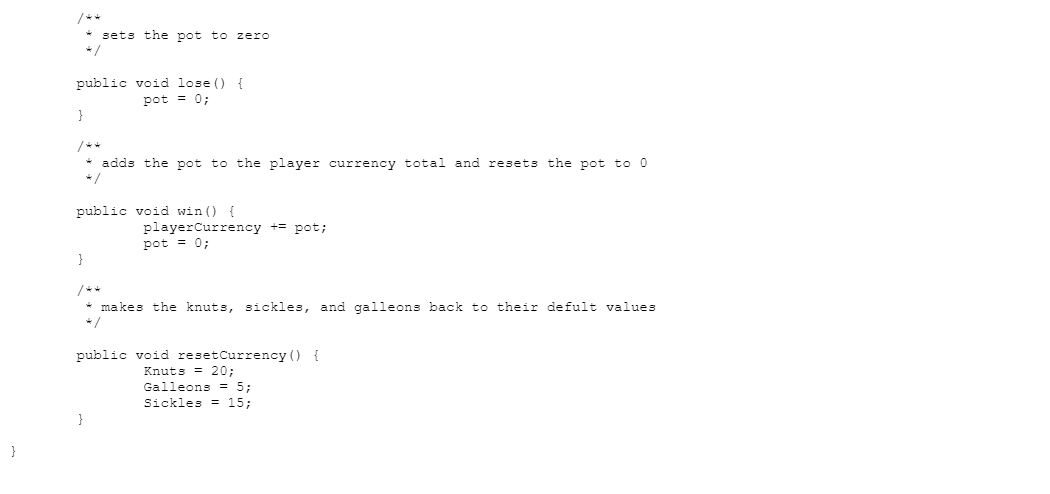 /**
* sets the pot to zero
*/
public void lose() {
pot = 0;
}
/**
* adds the pot to the player currency total and resets the pot to 0
*/
public void win() {
playerCurrency += pot;
pot = 0;
}
/**
* makes the knuts, sickles, and galleons back to their defult values
*/
public void resetCurrency() {
Knuts = 20;
Galleons = 5;
Sickles = 15;
}
}